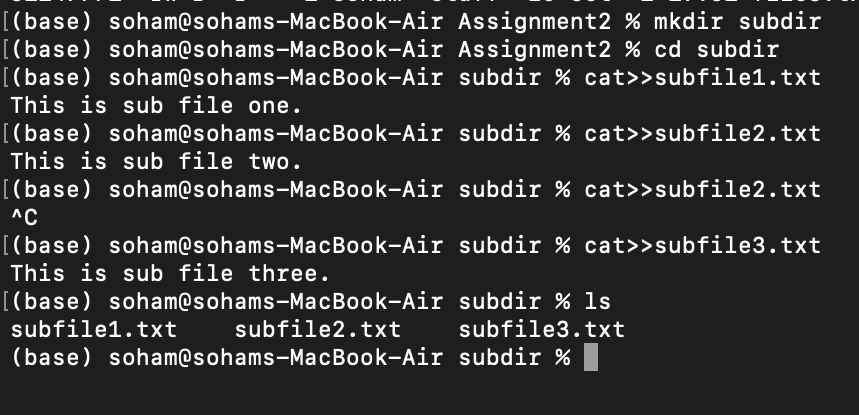 [(base) soham@sohams-MacBook-Air Assignment2 % mkdir subdir
[(base) soham@sohams-MacBook-Air Assignment2 % cd subdir
[(base) soham@sohams-MacBook-Air subdir % cat>>subfile1.txt
This is sub file one.
[(base) soham@sohams-MacBook-Air subdir % cat>>subfile2.txt
This is sub file two.
[(base) soham@sohams-MacBook-Air subdir % cat>>subfile2.txt
^C
[(base) soham@sohams-MacBook-Air subdir % cat>>subfile3.txt
This is sub file three.
[(base) soham@sohams-MacBook-Air subdir % ls
subfile1.txt    subfile2.txt    subfile3.txt
(base) soham@sohams-MacBook-Air subdir %